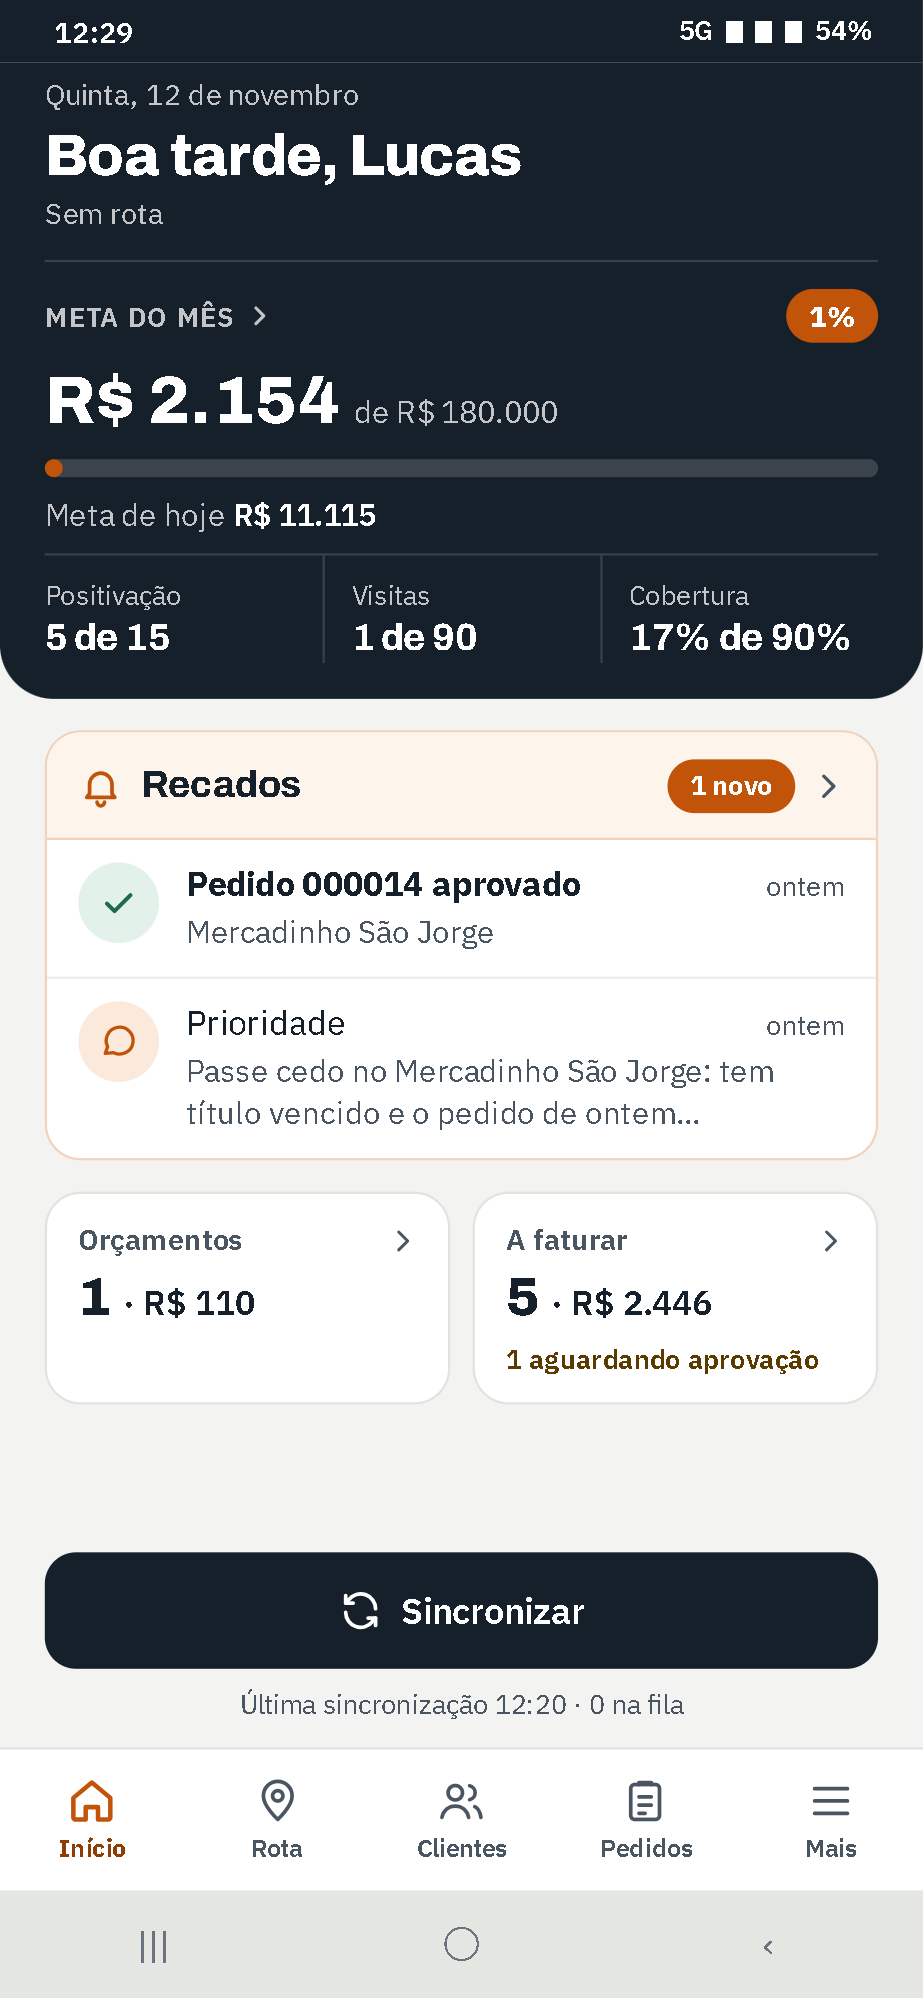 12:29
5G 54%
Quinta, 12 de novembro
Boa tarde, Lucas
Sem rota
META DO MÊS
1%
R$ 2.154 de R$ 180.000
Meta de hoje R$ 11.115
Positivação Visitas Cobertura
5 de 15 1 de 90 17% de 90%
Recados 1 novo
Pedido 000014 aprovado ontem
Mercadinho São Jorge
Prioridade ontem
Passe cedo no Mercadinho São Jorge: tem
título vencido e o pedido de ontem...
Orçamentos
1 · R$ 110
A faturar
5 · R$ 2.446
1 aguardando aprovação
Sincronizar
Última sincronização 12:20 · 0 na fila
Início Rota Clientes Pedidos Mais